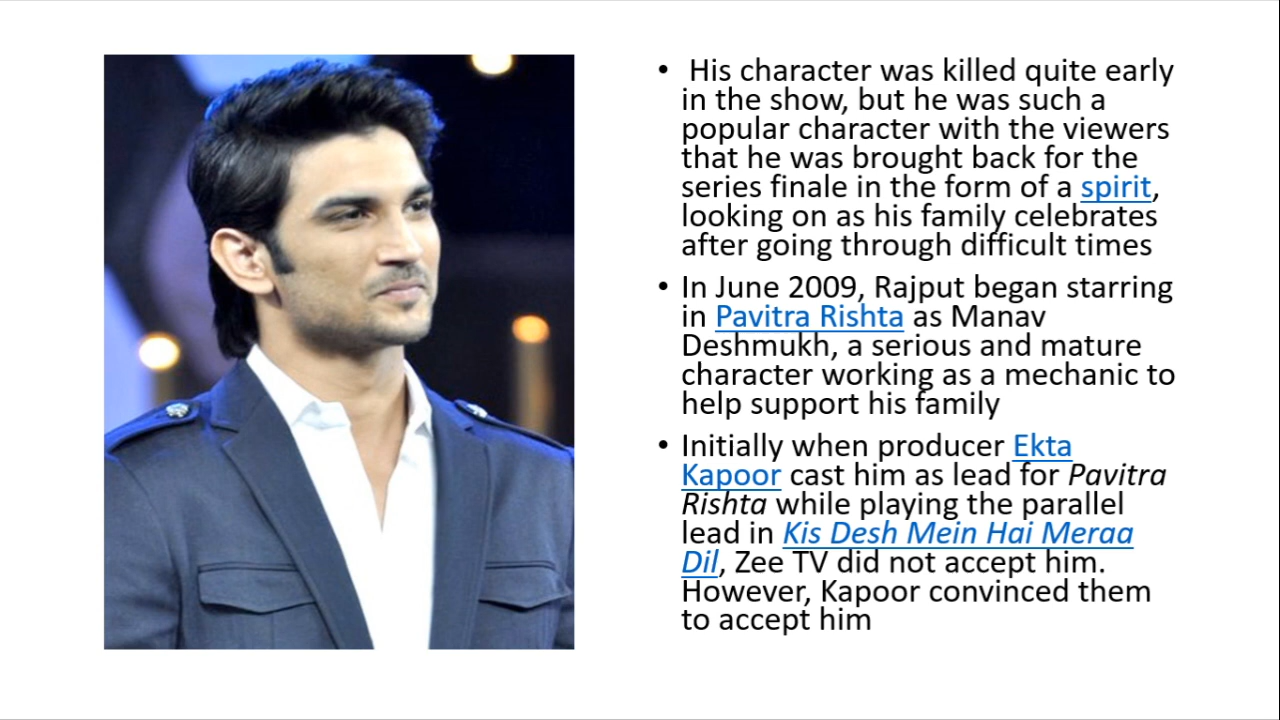 • His character was killed quite early
in the show, but he was such a
popular character with the viewers
that he was brought back for the
series finale in the form of a spirit,
looking on as his family celebrates
after going through difficult times
• In June 2009, Rajput began starring
in Pavitra Rishta as Manav
Deshmukh, a serious and mature
character working as a mechanic to
help support his family
• Initially when producer Ekta
Kapoor cast him as lead for Pavitra
Rishta while playing the parallel
lead in Kis Desh Mein Hai Meraa
Dil, Zee TV did not accept him.
However, Kapoor convinced them
to accept him